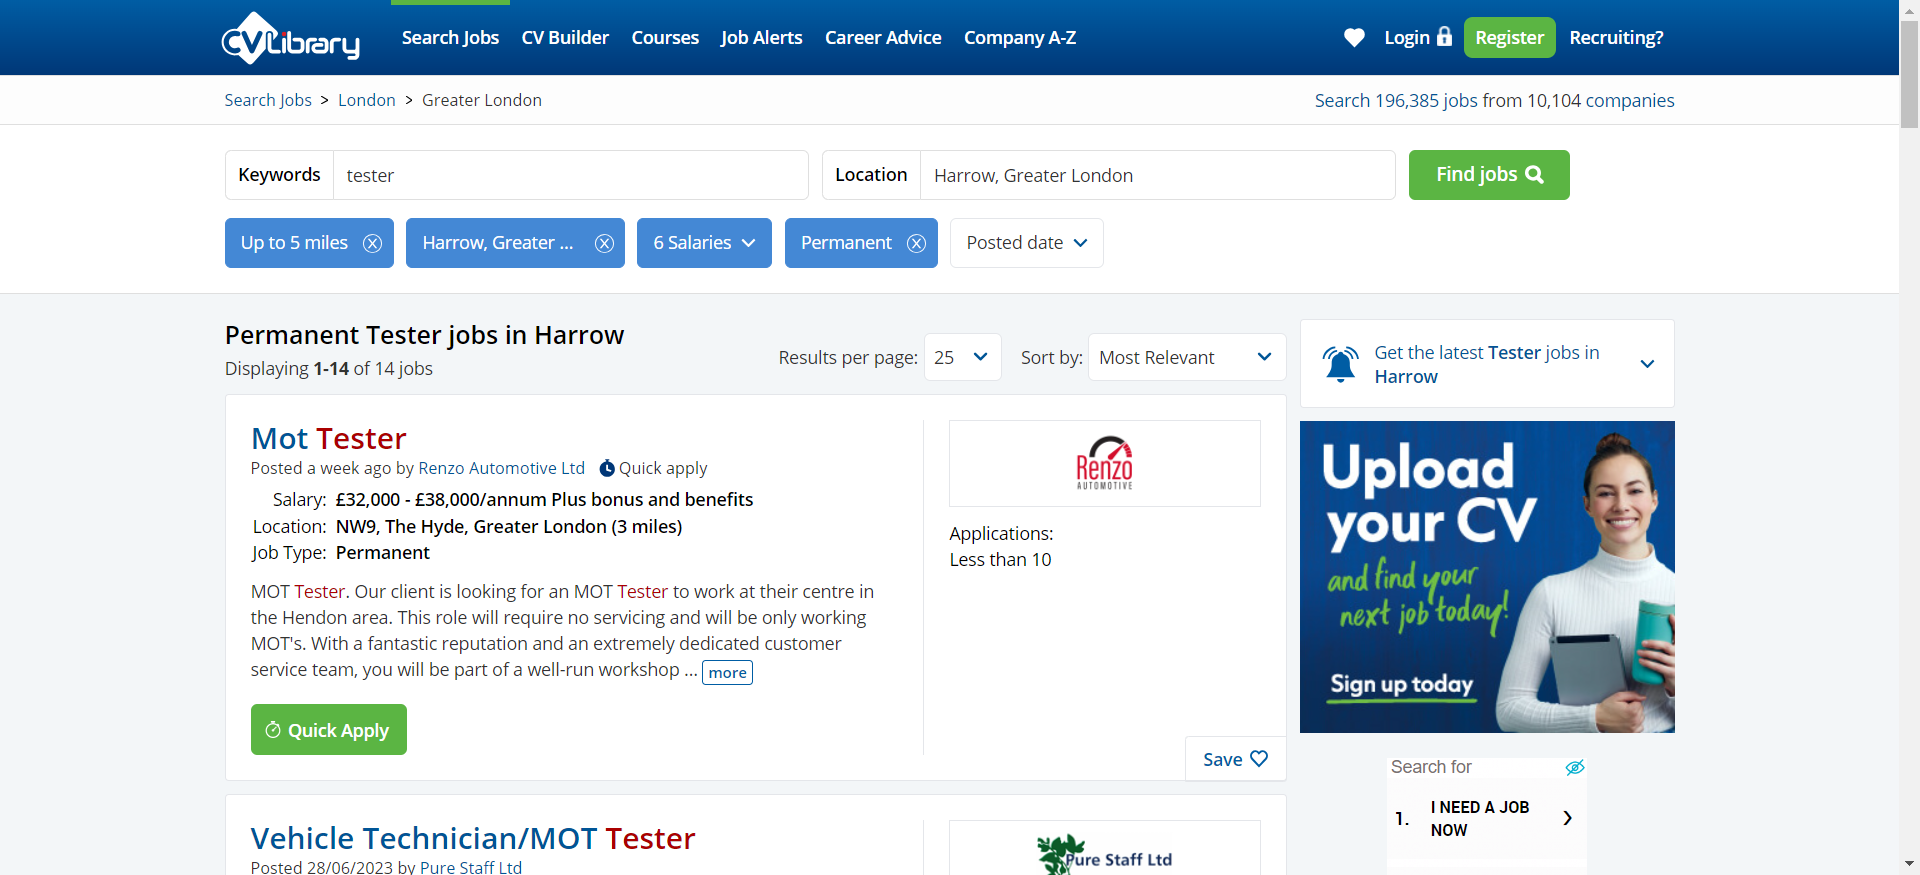 CVLibrary
Search Jobs CV Builder Courses Job Alerts Career Advice Company A-Z
Login Register Recruiting?
Search Jobs > London > Greater London
Search 196,385 jobs from 10,104 companies
Keywords tester
Location Harrow, Greater London
Find jobs
Up to 5 miles Harrow, Greater ... 6 Salaries Permanent Posted date
Permanent Tester jobs in Harrow
Displaying 1-14 of 14 jobs
Results per page: 25 Sort by: Most Relevant
Mot Tester
Posted a week ago by Renzo Automotive Ltd Quick apply
Salary: £32,000 - £38,000/annum Plus bonus and benefits
Location: NW9, The Hyde, Greater London (3 miles)
Job Type: Permanent
MOT Tester. Our client is looking for an MOT Tester to work at their centre in
the Hendon area. This role will require no servicing and will be only working
MOT's. With a fantastic reputation and an extremely dedicated customer
service team, you will be part of a well-run workshop ... more
Quick Apply
Renzo
AUTOMOTIVE
Applications:
Less than 10
Save
Vehicle Technician/MOT Tester
Posted 28/06/2023 by Pure Staff Ltd
Pure Staff Ltd
Get the latest Tester jobs in
Harrow
Upload
your CV
and find your
next job today!
Sign up today
Search for
1. I NEED A JOB
NOW